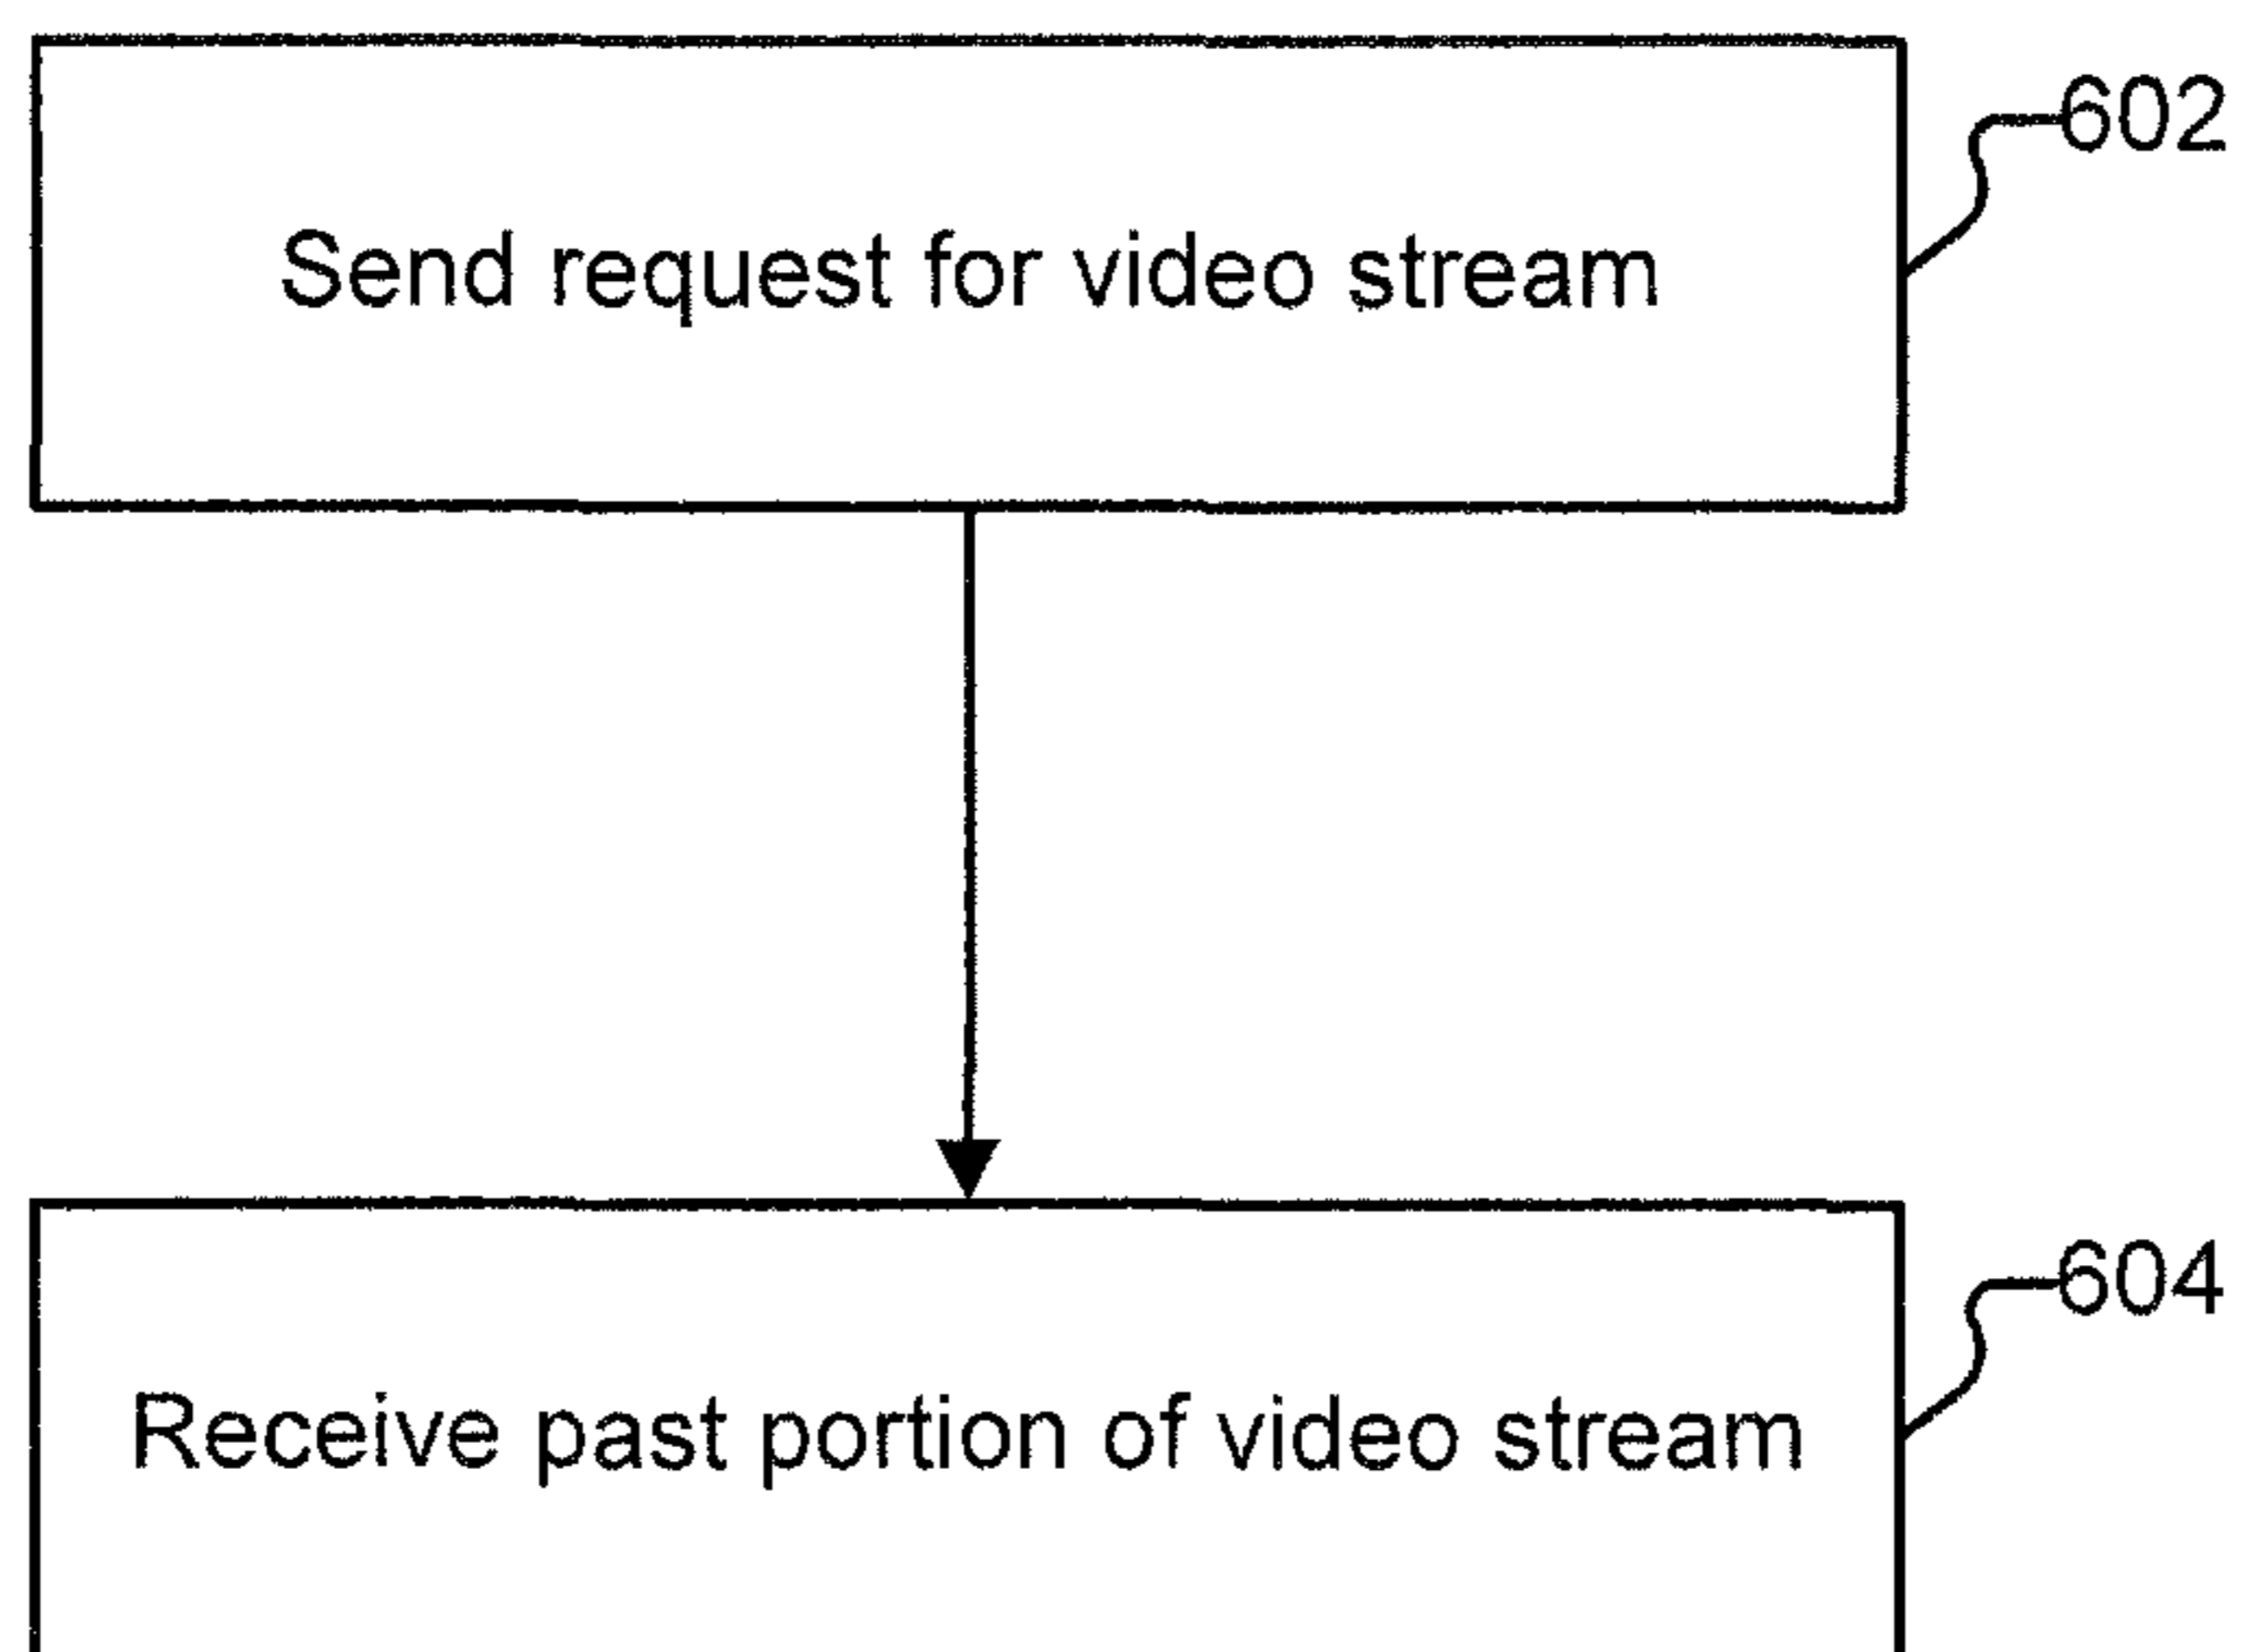 602
Send request for video stream
604
Receive past portion of video stream